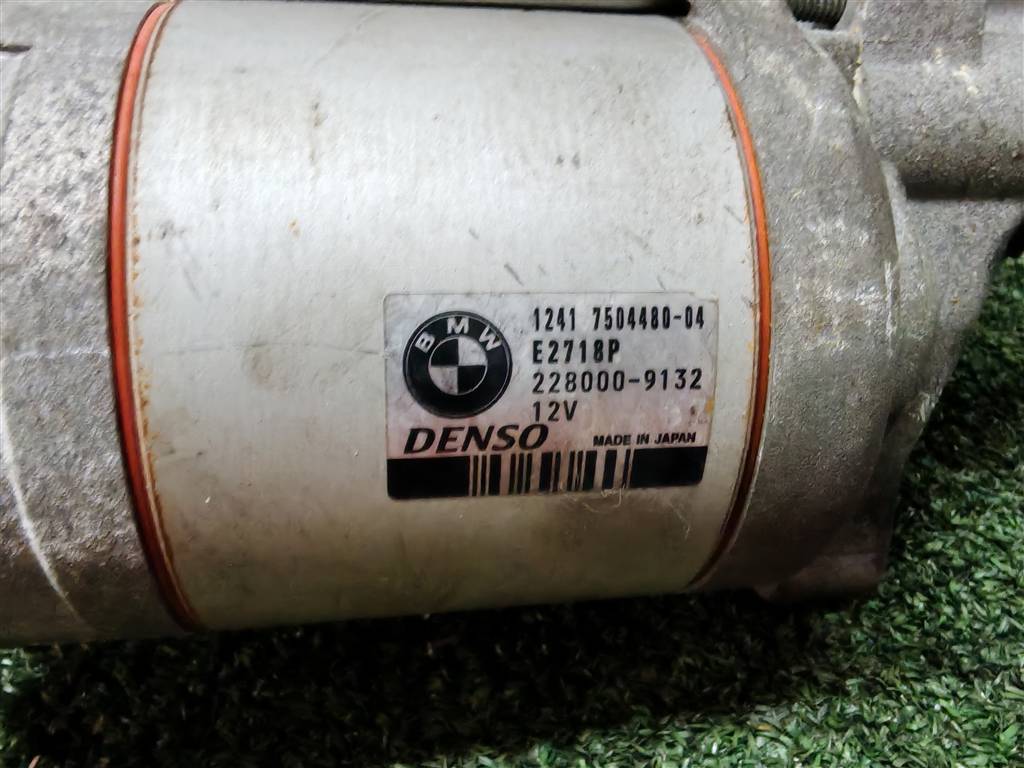 BMW
1241 7504480-04
E2718P
228000-9132
12V
DENSO
MADE IN JAPAN